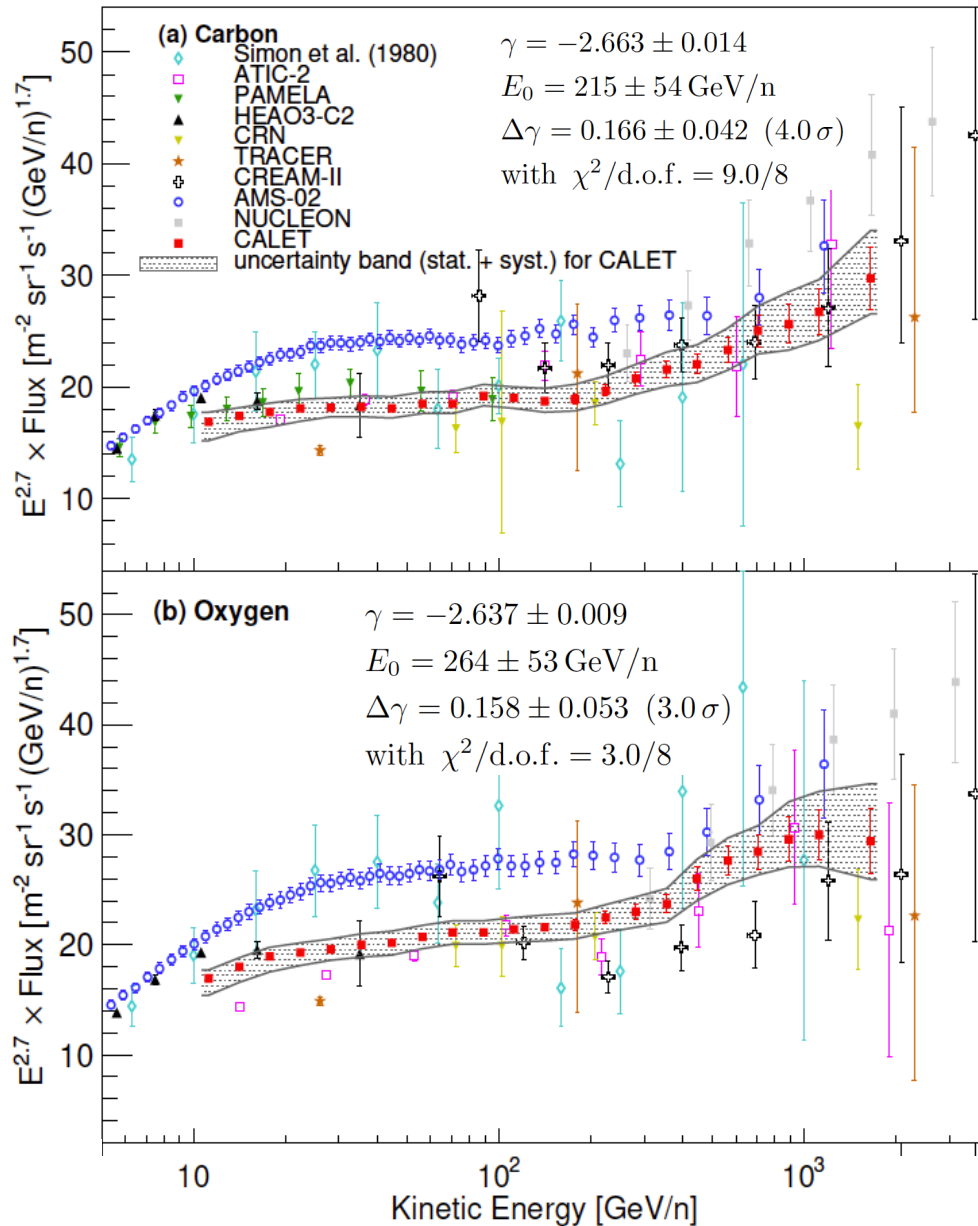 (a) Carbon
Simon et al. (1980)
ATIC-2
PAMELA
HEAO3-C2
CRN
TRACER
CREAM-II
AMS-02
NUCLEON
CALET
uncertainty band (stat. + syst.) for CALET
γ = −2.663 ± 0.014
E₀ = 215 ± 54 GeV/n
Δγ = 0.166 ± 0.042 (4.0 σ)
with χ²/d.o.f. = 9.0/8
50
40
30
20
10
E²·⁷ × Flux [m⁻² sr⁻¹ s⁻¹ (GeV/n)¹·⁷]
(b) Oxygen
γ = −2.637 ± 0.009
E₀ = 264 ± 53 GeV/n
Δγ = 0.158 ± 0.053 (3.0 σ)
with χ²/d.o.f. = 3.0/8
50
40
30
20
10
E²·⁷ × Flux [m⁻² sr⁻¹ s⁻¹ (GeV/n)¹·⁷]
10 10² 10³
Kinetic Energy [GeV/n]